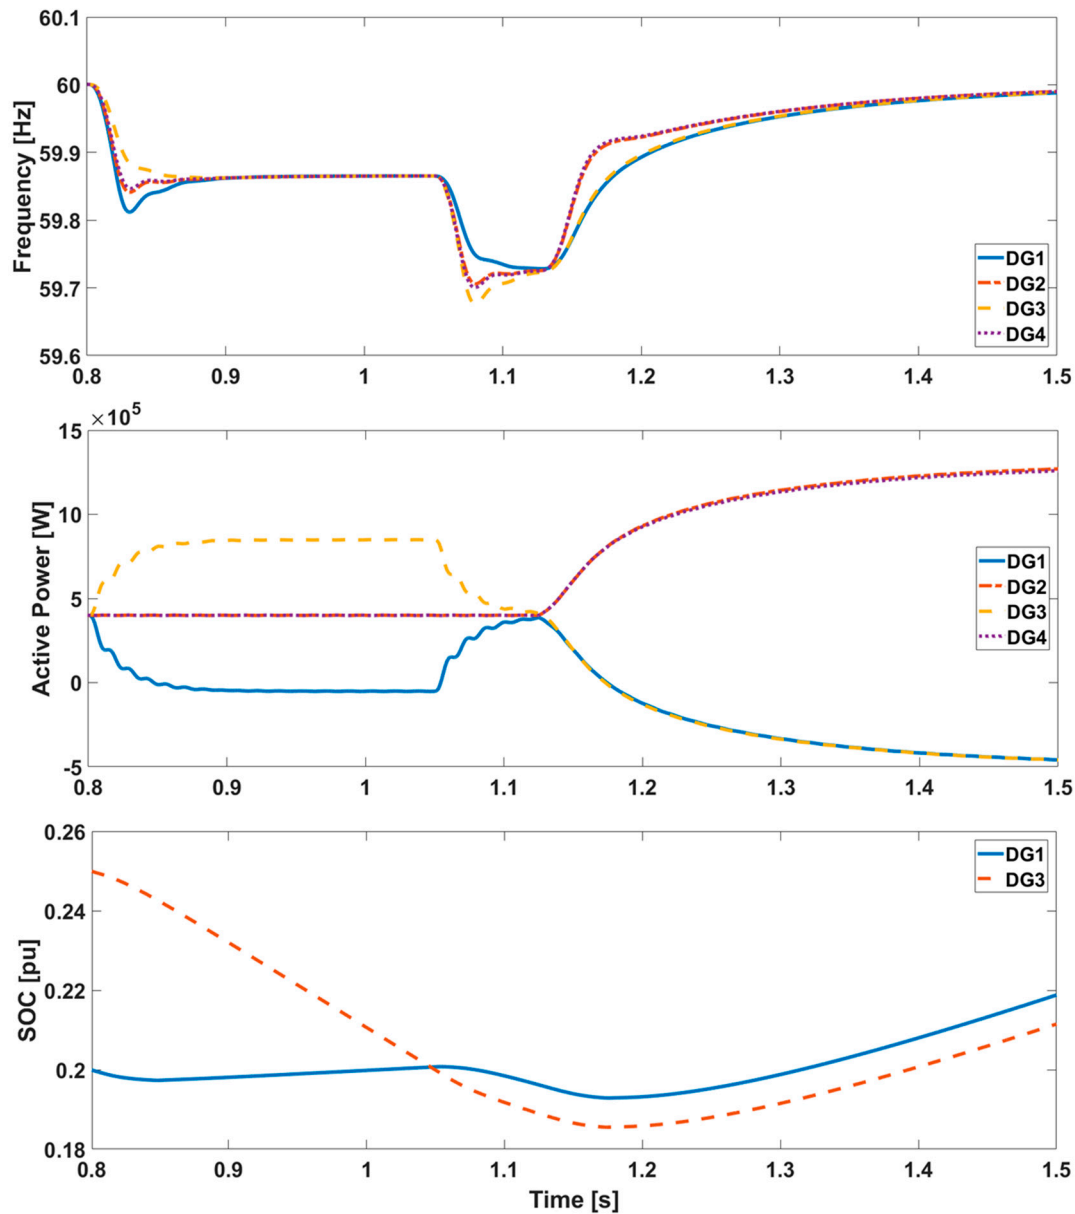 60.1
60
59.9
59.8
59.7
59.6
Frequency [Hz]
DG1
DG2
DG3
DG4
0.8 0.9 1 1.1 1.2 1.3 1.4 1.5
×10^5
15
10
5
0
-5
Active Power [W]
DG1
DG2
DG3
DG4
0.8 0.9 1 1.1 1.2 1.3 1.4 1.5
0.26
0.24
0.22
0.2
0.18
SOC [pu]
DG1
DG3
0.8 0.9 1 1.1 1.2 1.3 1.4 1.5
Time [s]